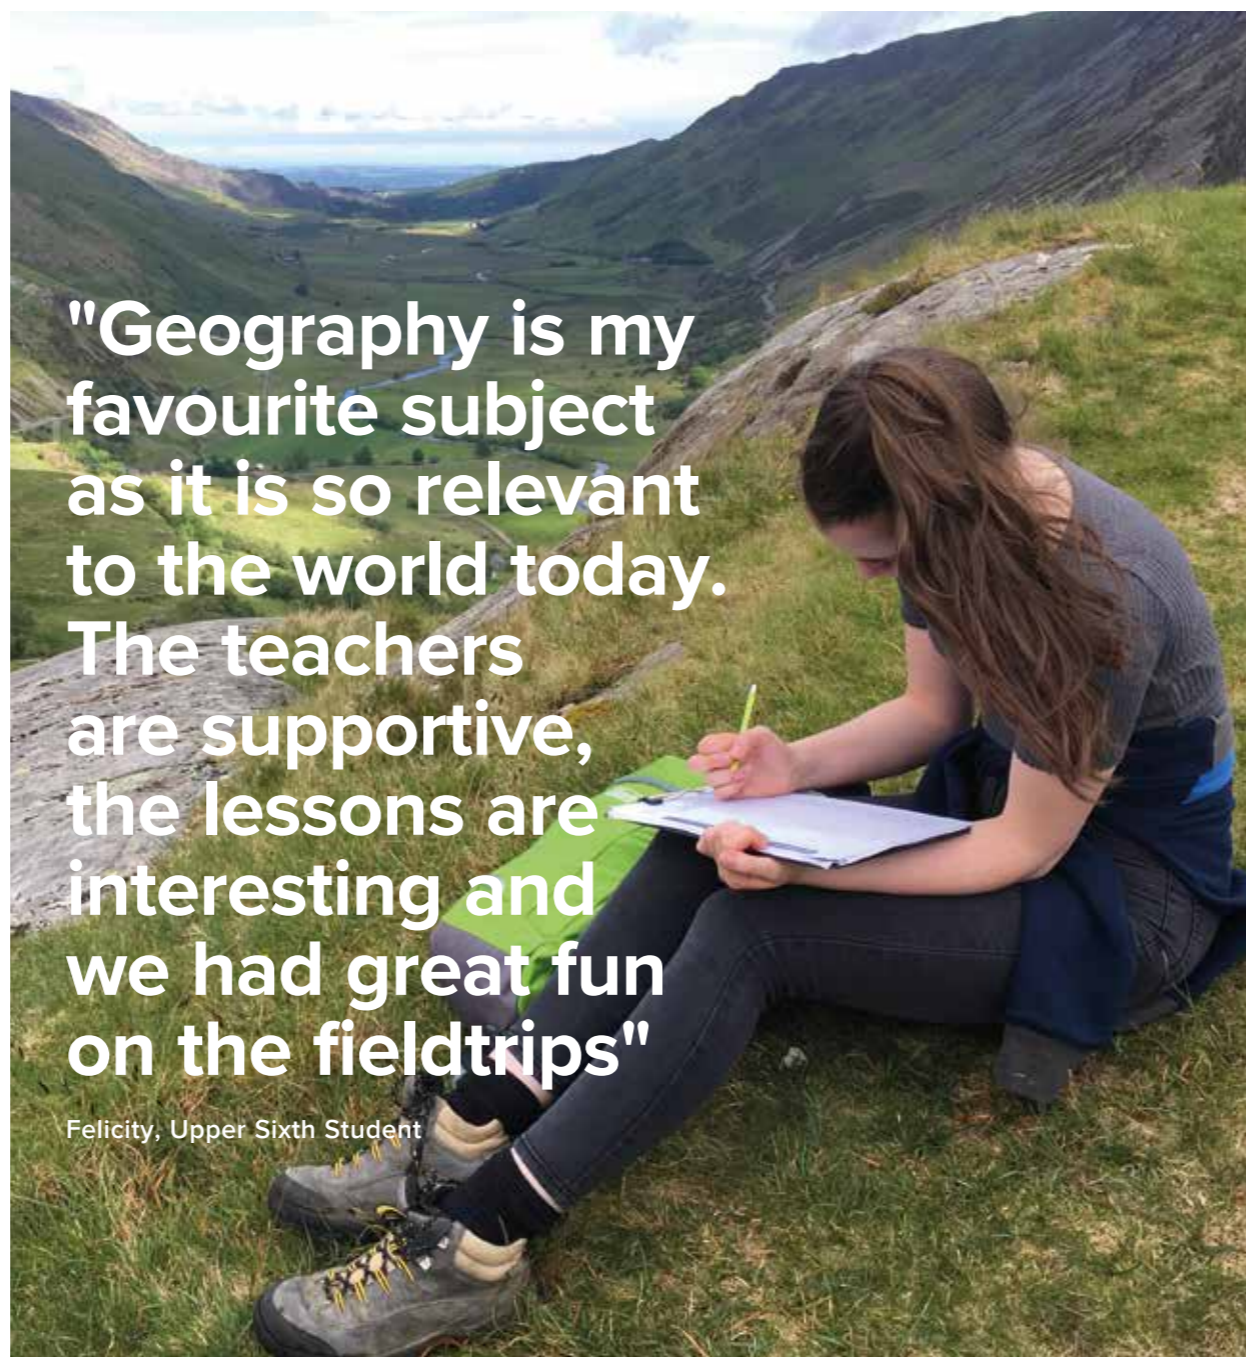 "Geography is my
favourite subject
as it is so relevant
to the world today.
The teachers
are supportive,
the lessons are
interesting and
we had great fun
on the fieldtrips"
Felicity, Upper Sixth Student